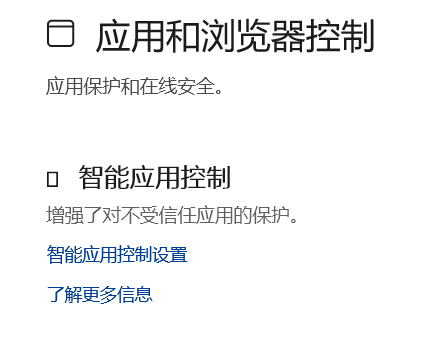 应用和浏览器控制
应用保护和在线安全。
智能应用控制
增强了对不受信任应用的保护。
智能应用控制设置
了解更多信息